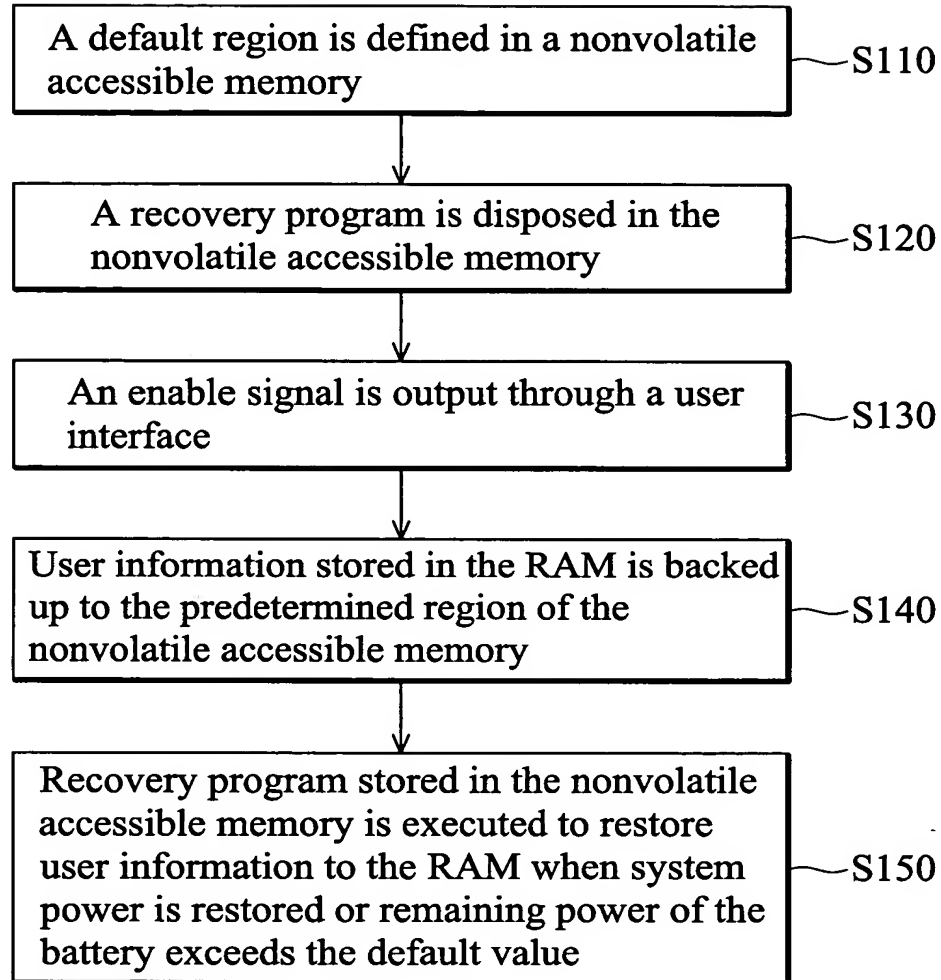 A default region is defined in a nonvolatile
accessible memory
S110
A recovery program is disposed in the
nonvolatile accessible memory
S120
An enable signal is output through a user
interface
S130
User information stored in the RAM is backed
up to the predetermined region of the
nonvolatile accessible memory
S140
Recovery program stored in the nonvolatile
accessible memory is executed to restore
user information to the RAM when system
power is restored or remaining power of the
battery exceeds the default value
S150